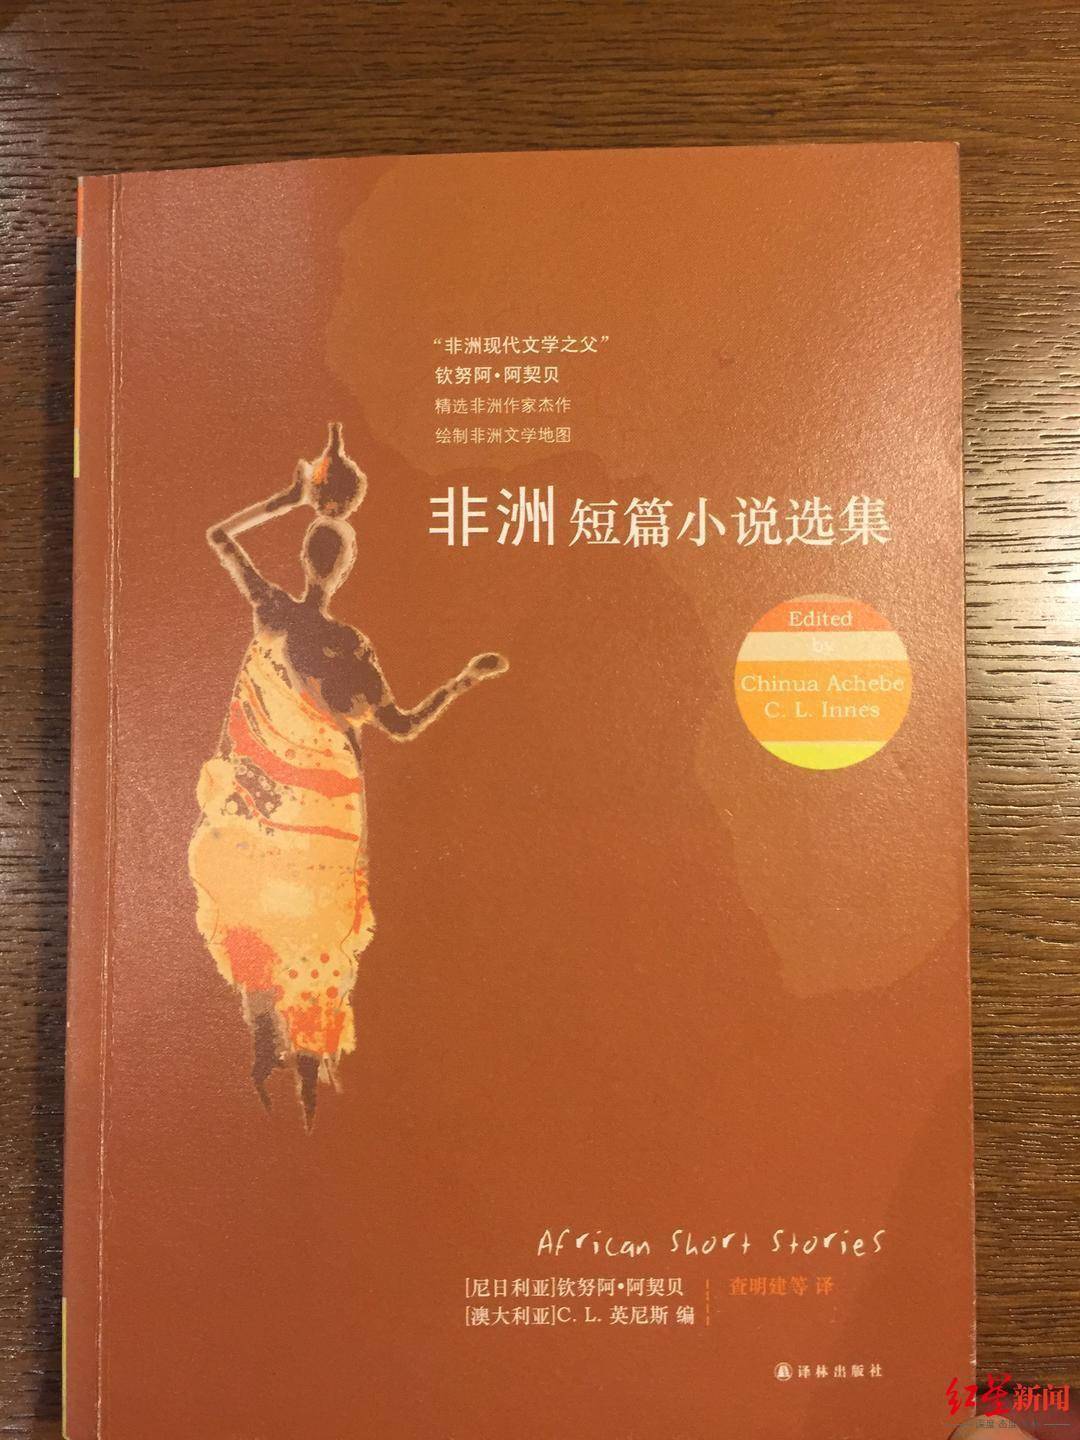 “非洲现代文学之父”
钦努阿·阿契贝
精选非洲作家杰作
绘制非洲文学地图
非洲 短篇小说选集
Edited
by
Chinua Achebe
C. L. Innes
African Short Stories
[尼日利亚]钦努阿·阿契贝
[澳大利亚]C. L. 英尼斯 编
查明建等 译
译林出版社
红星新闻